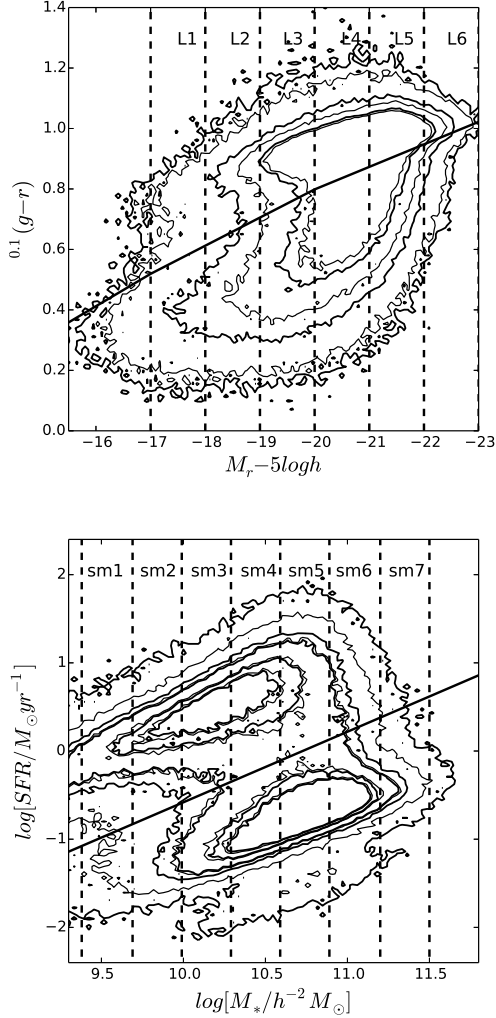 1.4
L1 L2 L3 L4 L5 L6
1.2
1.0
0.8
0.6
0.4
0.2
0.0
0.1(g−r)
−16 −17 −18 −19 −20 −21 −22 −23
M_r−5logh
2
sm1 sm2 sm3 sm4 sm5 sm6 sm7
1
0
−1
−2
log[SFR/M_⊙yr^{−1}]
9.5 10.0 10.5 11.0 11.5
log[M_*/h^{−2} M_⊙]